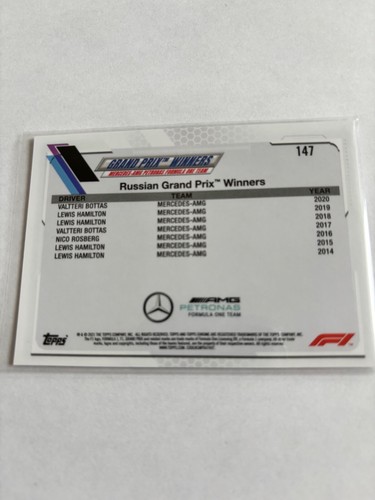 147
GRAND PRIX™ WINNERS
MERCEDES-AMG PETRONAS FORMULA ONE TEAM
Russian Grand Prix™ Winners
DRIVER TEAM YEAR
VALTTERI BOTTAS MERCEDES-AMG 2020
LEWIS HAMILTON MERCEDES-AMG 2019
LEWIS HAMILTON MERCEDES-AMG 2018
VALTTERI BOTTAS MERCEDES-AMG 2017
NICO ROSBERG MERCEDES-AMG 2016
LEWIS HAMILTON MERCEDES-AMG 2015
LEWIS HAMILTON MERCEDES-AMG 2014
AMG
PETRONAS
FORMULA ONE TEAM
Topps
F1